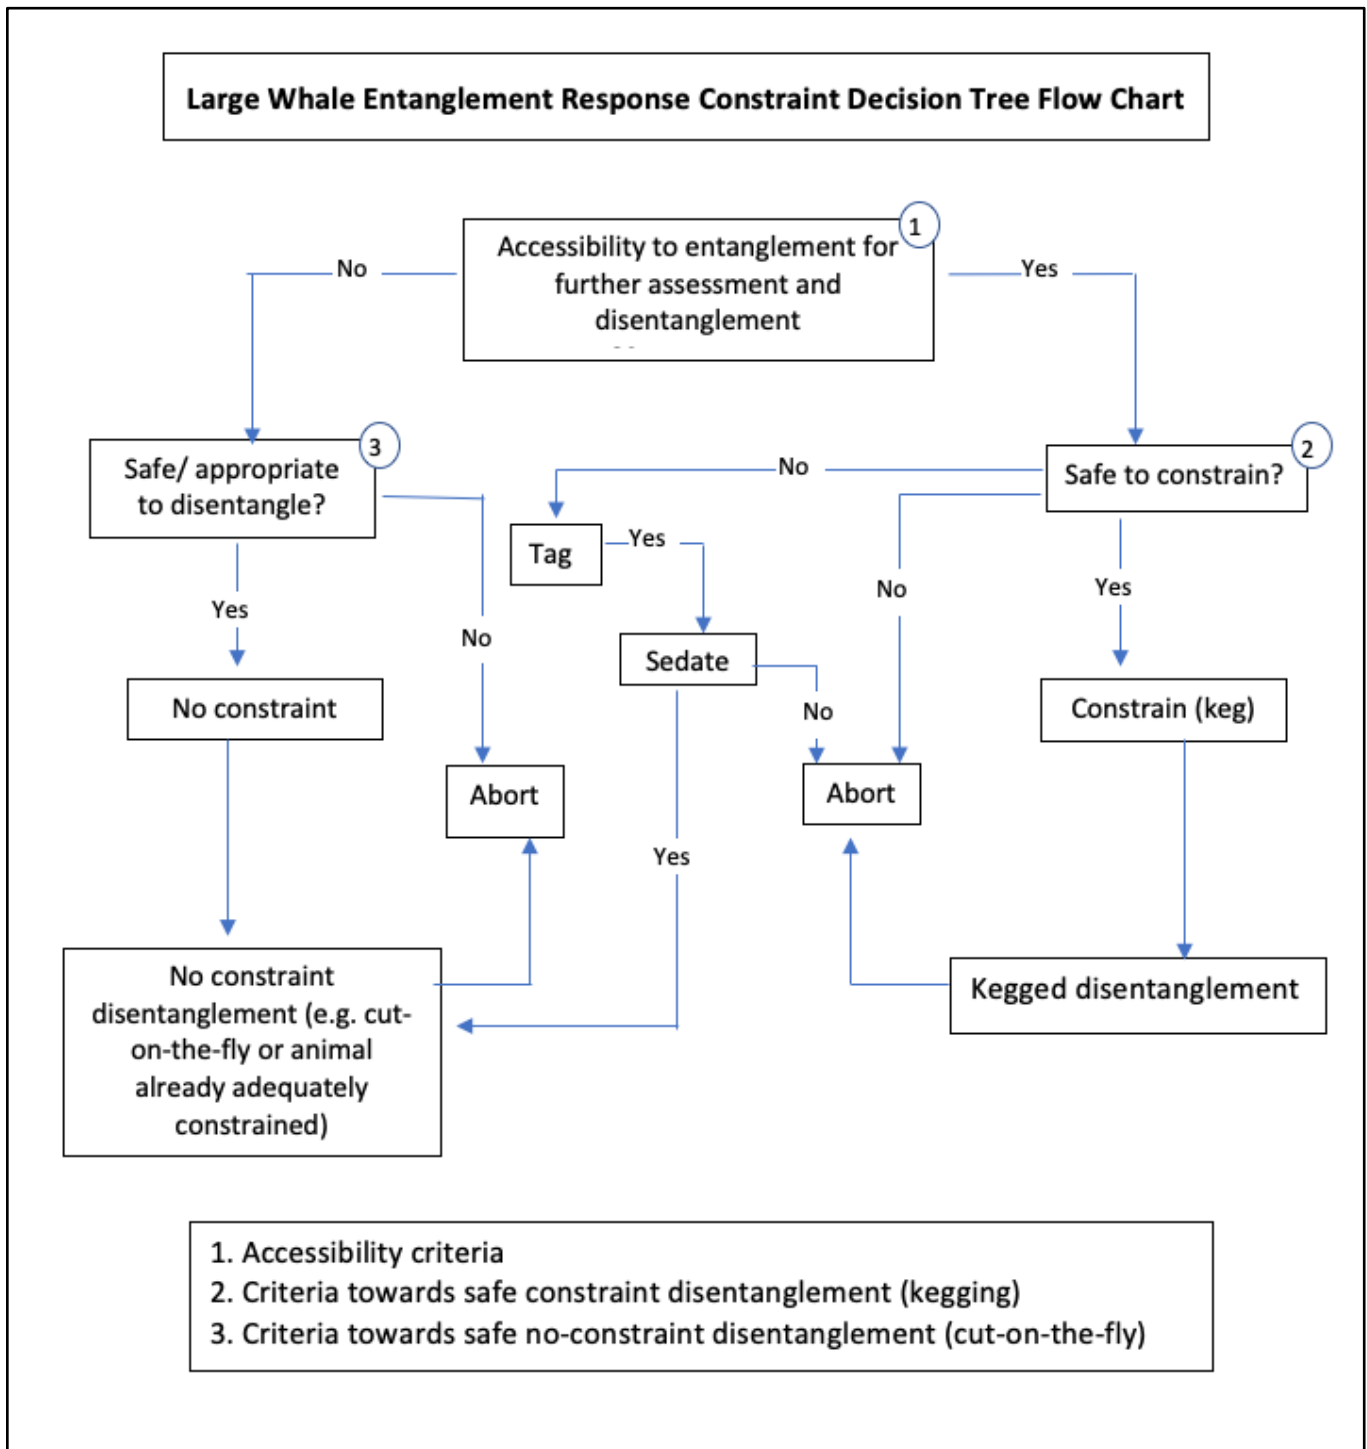 Large Whale Entanglement Response Constraint Decision Tree Flow Chart
1
Accessibility to entanglement for
further assessment and
disentanglement
No
Yes
3
Safe/ appropriate
to disentangle?
2
Safe to constrain?
No
Tag
Yes
No
Yes
Yes
No
Sedate
No
No constraint
Constrain (keg)
Abort
Abort
Yes
No constraint
disentanglement (e.g. cut-
on-the-fly or animal
already adequately
constrained)
Kegged disentanglement
1. Accessibility criteria
2. Criteria towards safe constraint disentanglement (kegging)
3. Criteria towards safe no-constraint disentanglement (cut-on-the-fly)